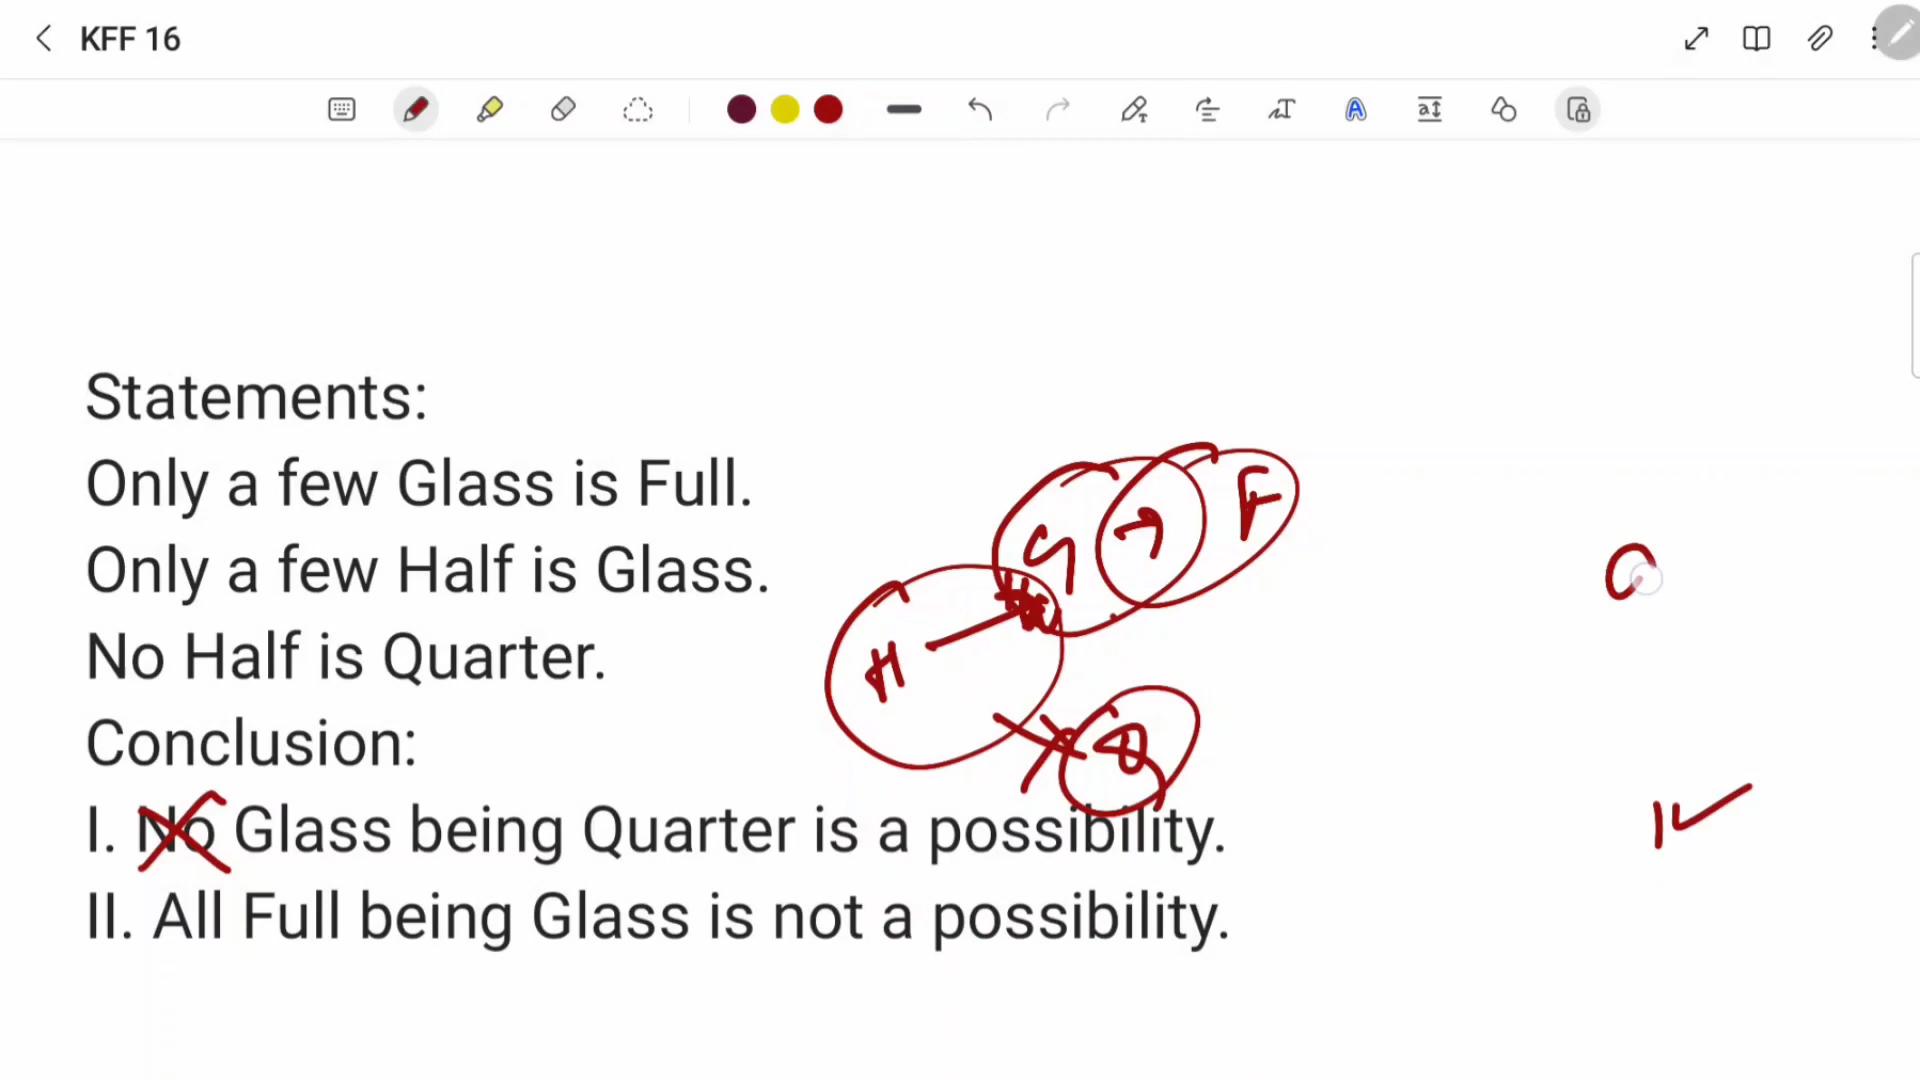 KFF 16
Statements:
Only a few Glass is Full.
Only a few Half is Glass.
No Half is Quarter.
Conclusion:
I. No Glass being Quarter is a possibility.
II. All Full being Glass is not a possibility.
G
F
H
Q